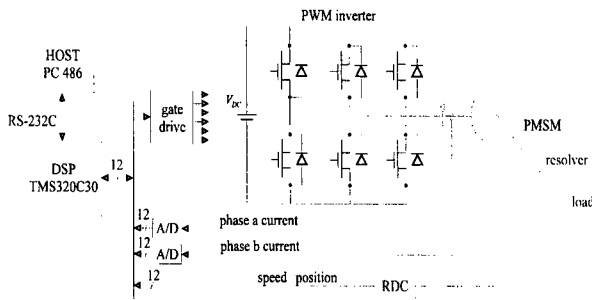 PWM inverter
HOST
PC 486
RS-232C
gate
drive
VDC
PMSM
resolver
load
DSP
TMS320C30
12
12
A/D
phase a current
12
A/D
phase b current
12
speed position
RDC